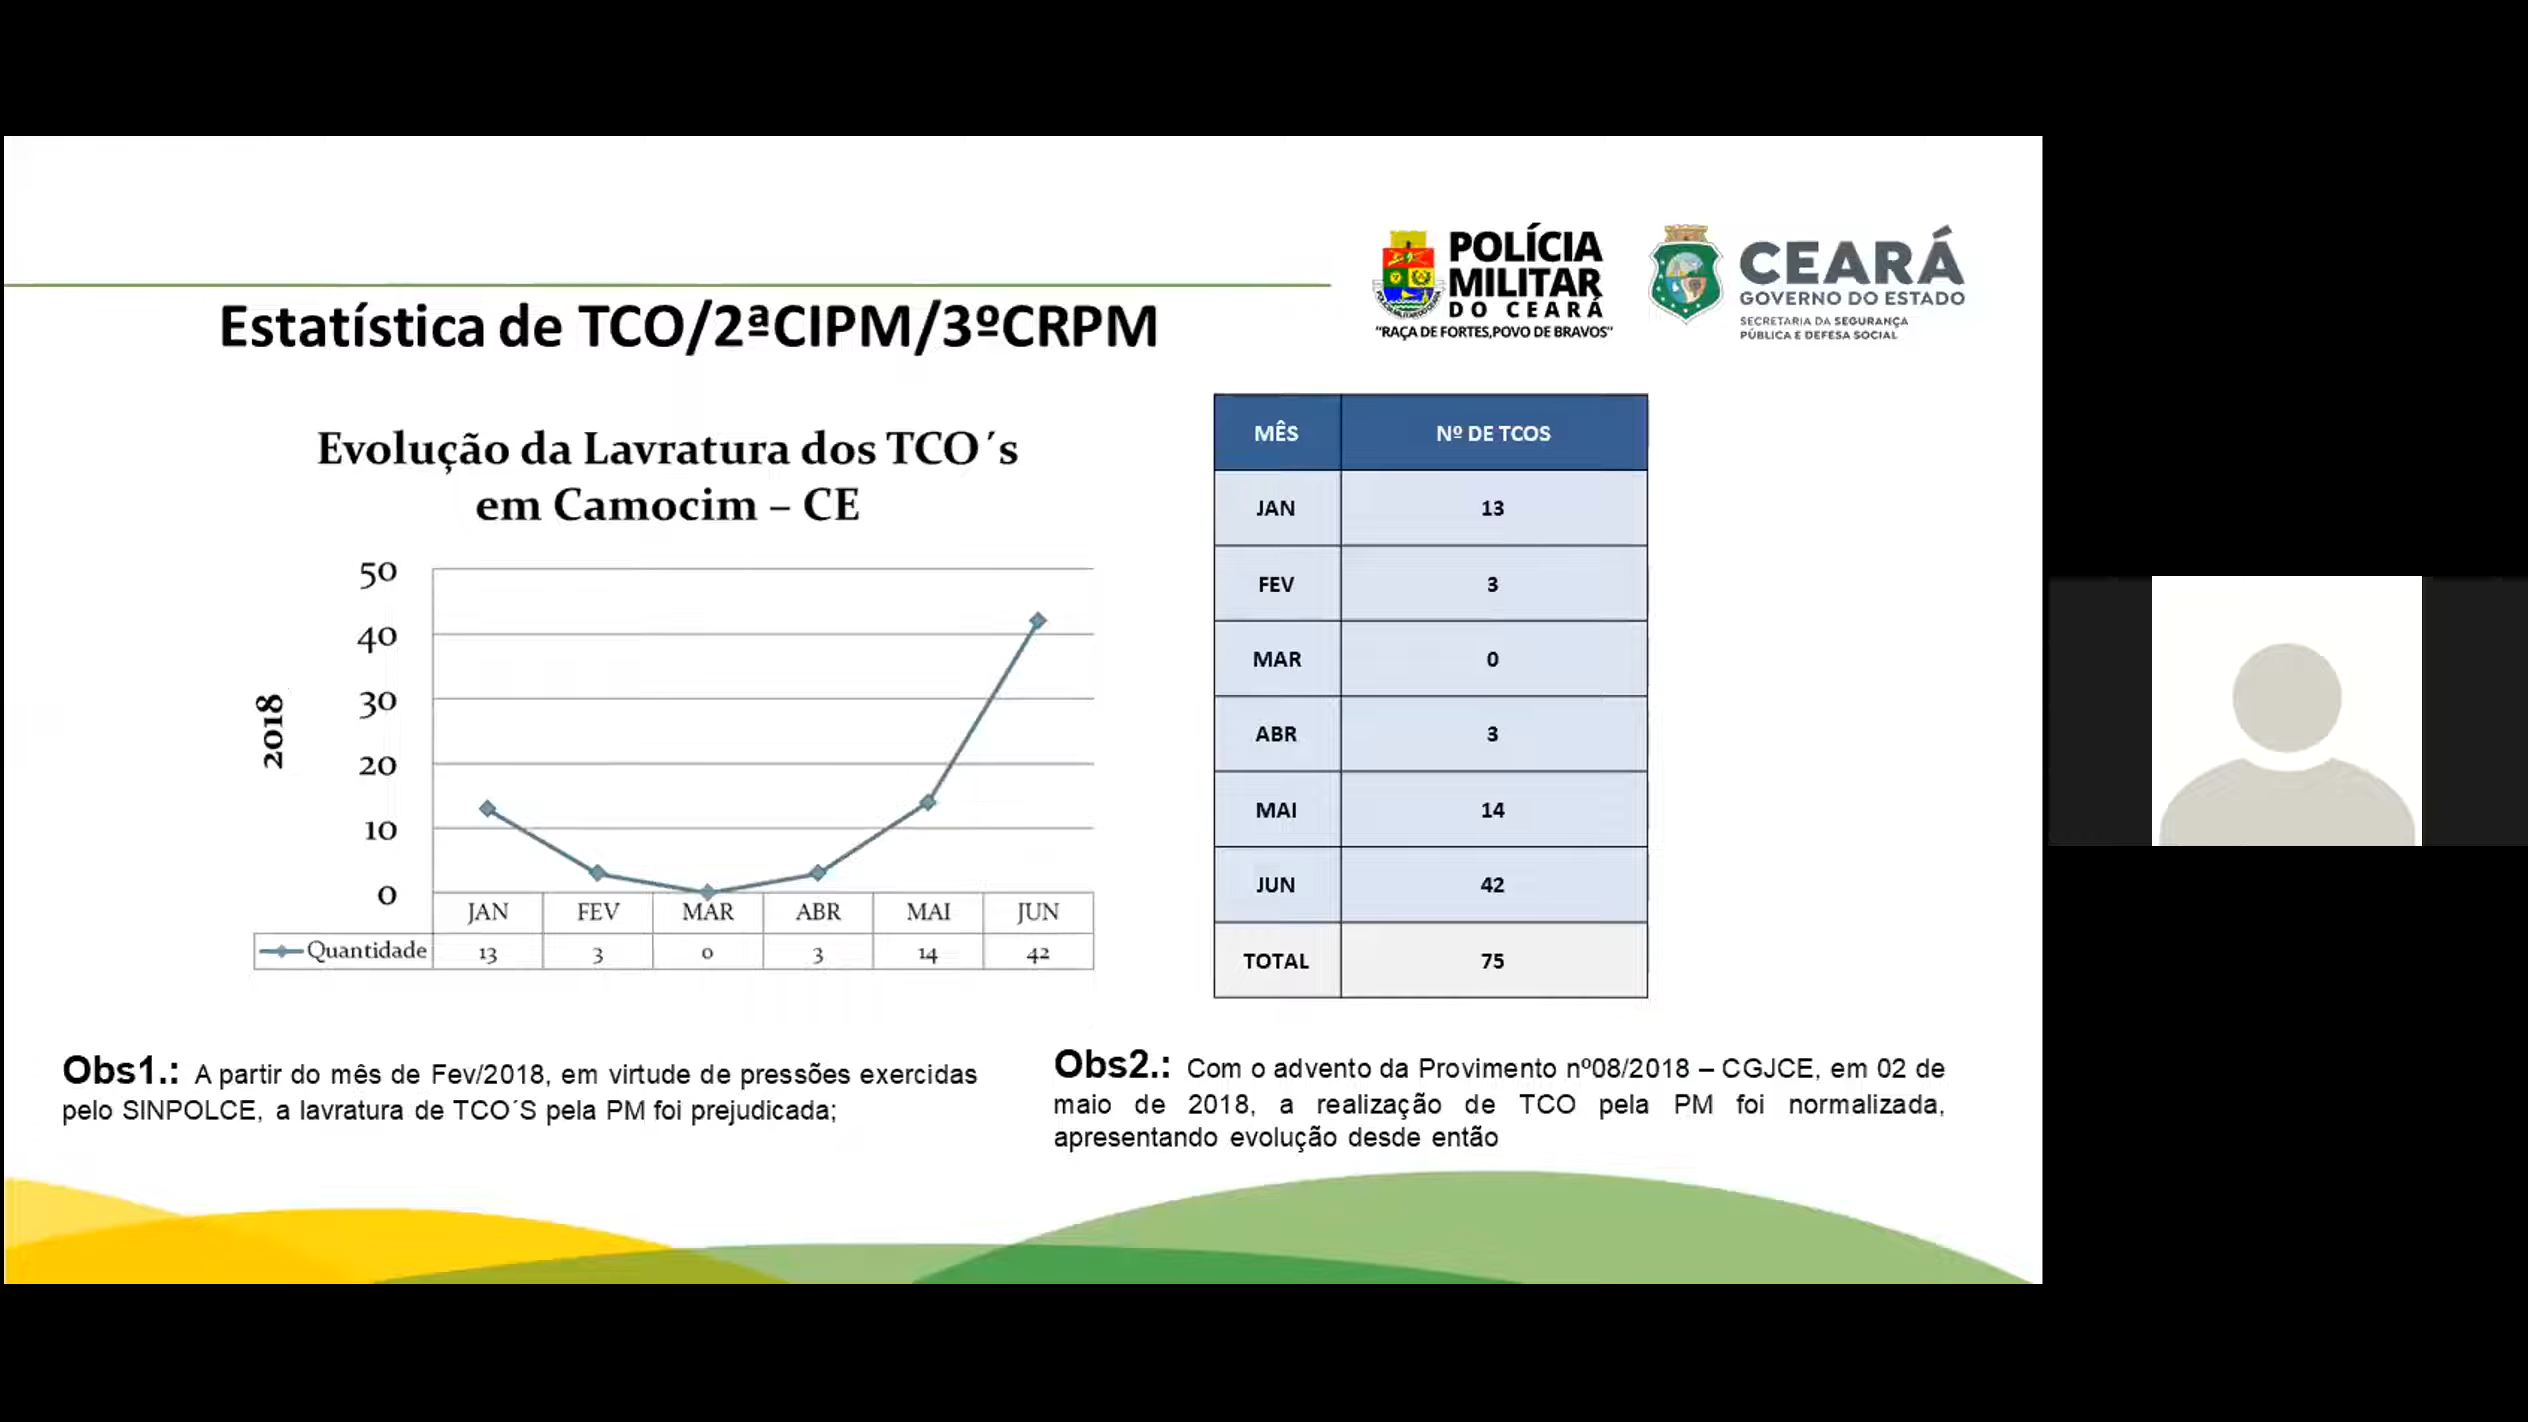 POLÍCIA
MILITAR
DO CEARÁ
"RAÇA DE FORTES,POVO DE BRAVOS"
CEARÁ
GOVERNO DO ESTADO
SECRETARIA DA SEGURANÇA
PÚBLICA E DEFESA SOCIAL
Estatística de TCO/2ªCIPM/3ºCRPM
Evolução da Lavratura dos TCO´s
em Camocim – CE
2018
50
40
30
20
10
0
JAN FEV MAR ABR MAI JUN
Quantidade 13 3 0 3 14 42
MÊS Nº DE TCOS
JAN 13
FEV 3
MAR 0
ABR 3
MAI 14
JUN 42
TOTAL 75
Obs1.: A partir do mês de Fev/2018, em virtude de pressões exercidas
pelo SINPOLCE, a lavratura de TCO´S pela PM foi prejudicada;
Obs2.: Com o advento da Provimento nº08/2018 – CGJCE, em 02 de
maio de 2018, a realização de TCO pela PM foi normalizada,
apresentando evolução desde então